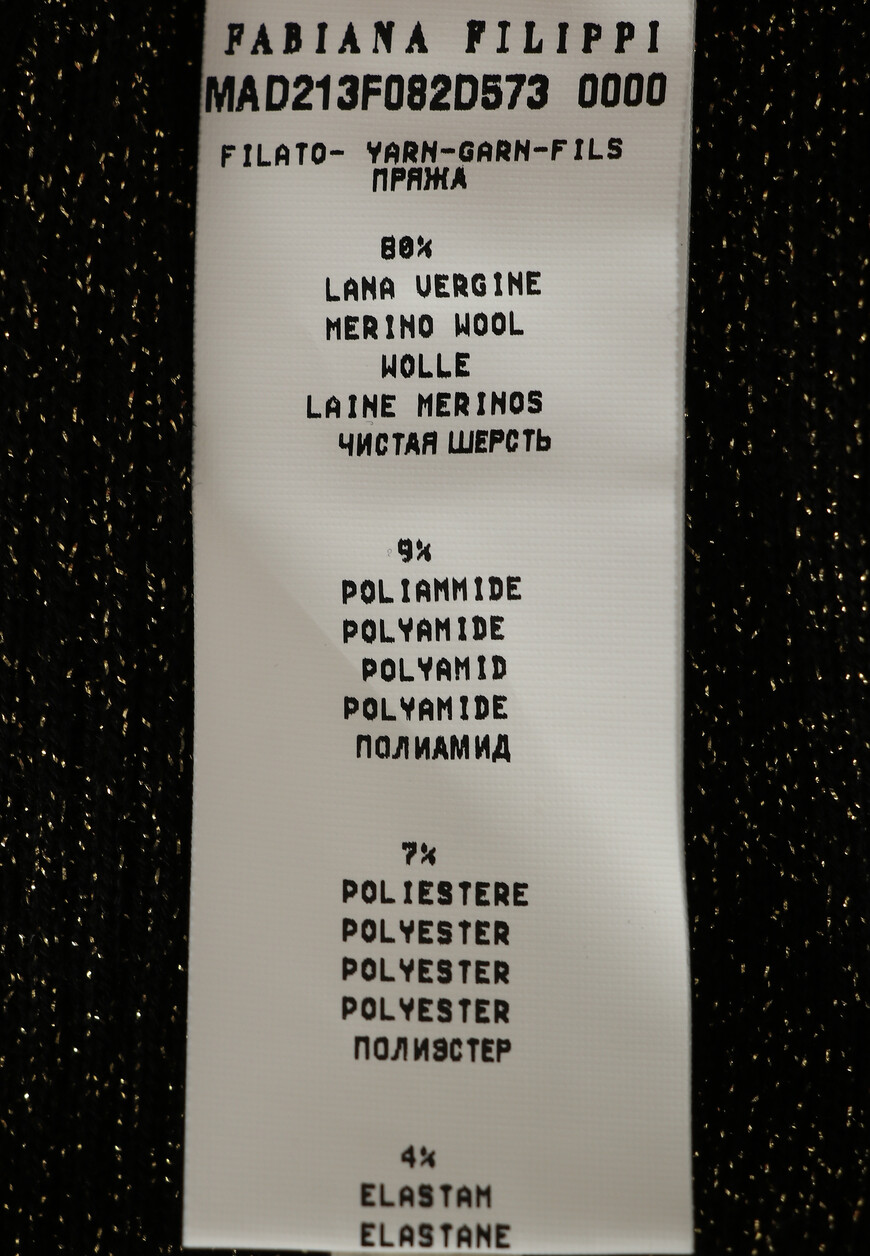 FABIANA FILIPPI
MAD213F082D573 0000
FILATO- YARN-GARN-FILS
ПРЯЖА
80%
LANA VERGINE
MERINO WOOL
WOLLE
LAINE MERINOS
ЧИСТАЯ ШЕРСТЬ
9%
POLIAMMIDE
POLYAMIDE
POLYAMID
POLYAMIDE
ПОЛИАМИД
7%
POLIESTERE
POLYESTER
POLYESTER
POLYESTER
ПОЛИЭСТЕР
4%
ELASTAM
ELASTANE